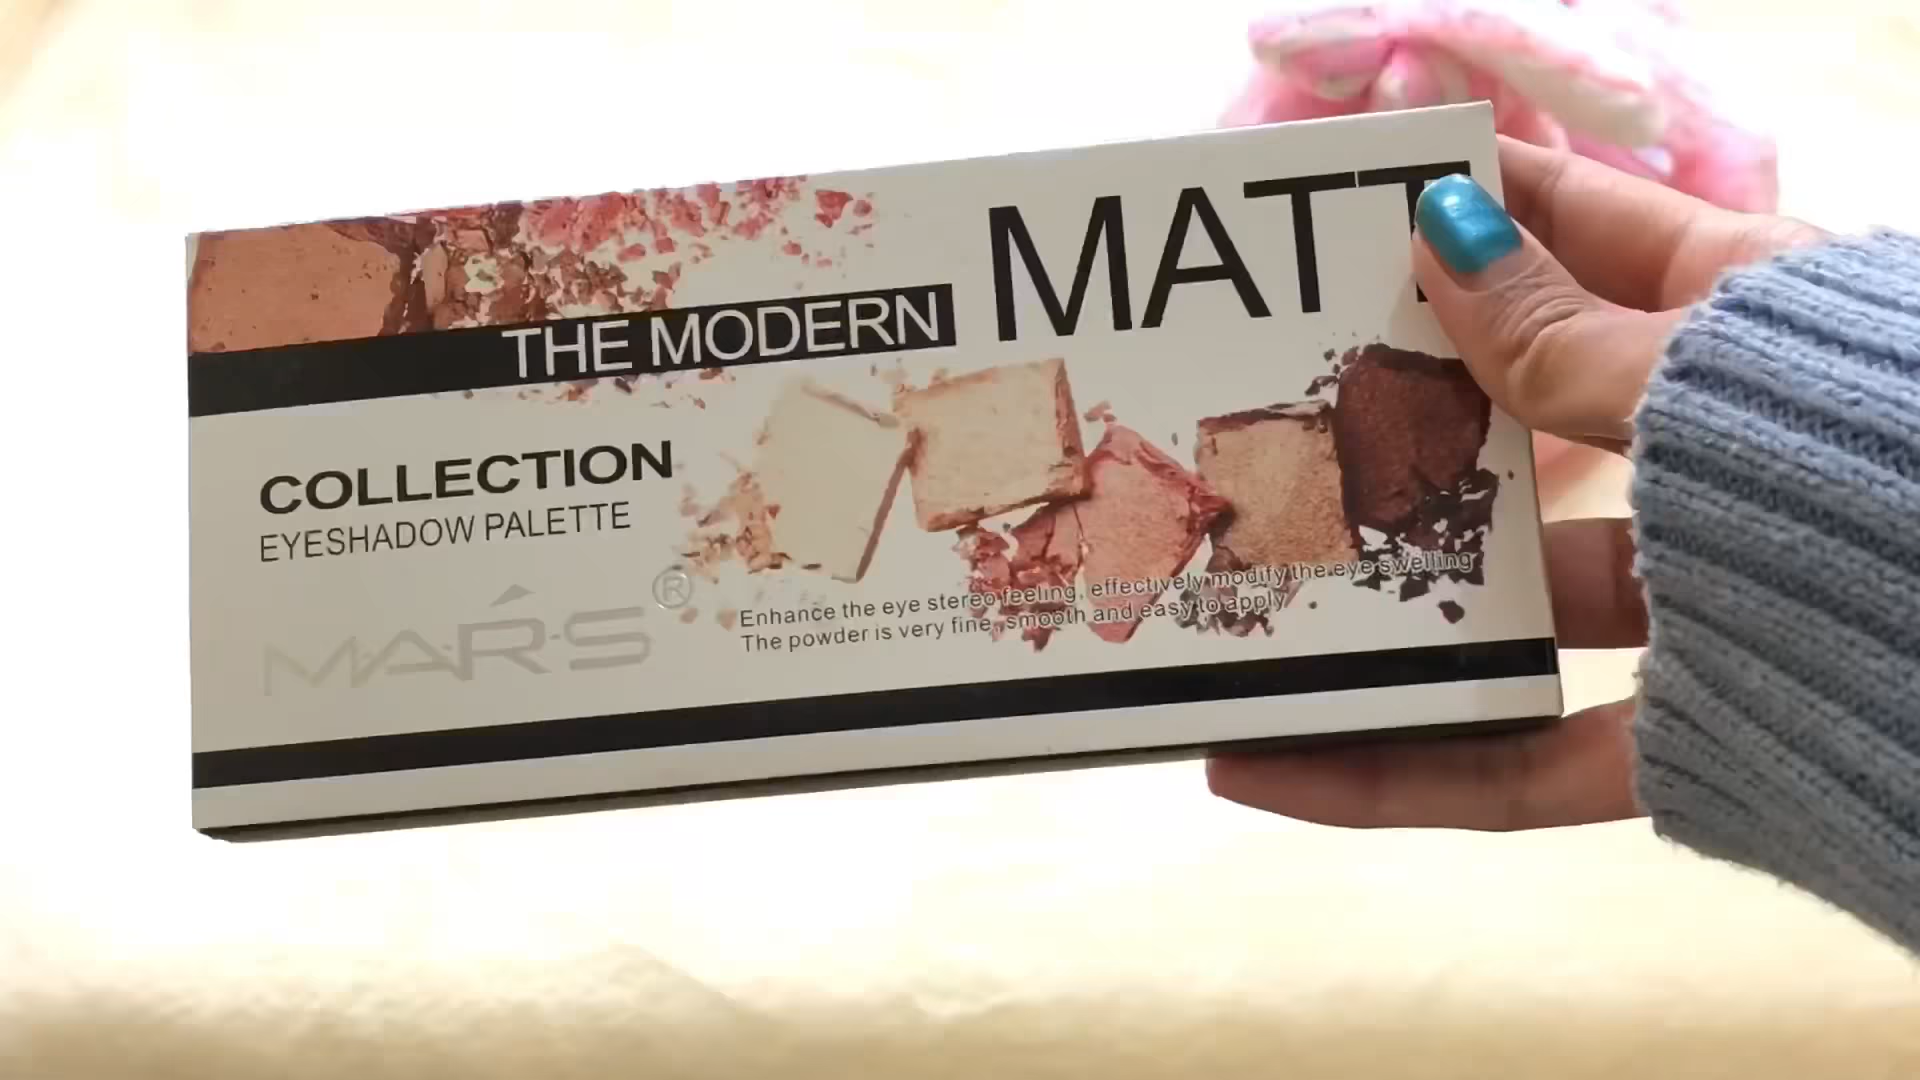 THE MODERN MATT
COLLECTION
EYESHADOW PALETTE
MARS®
Enhance the eye stereo feeling, effectively modify the eye swelling
The powder is very fine, smooth and easy to apply